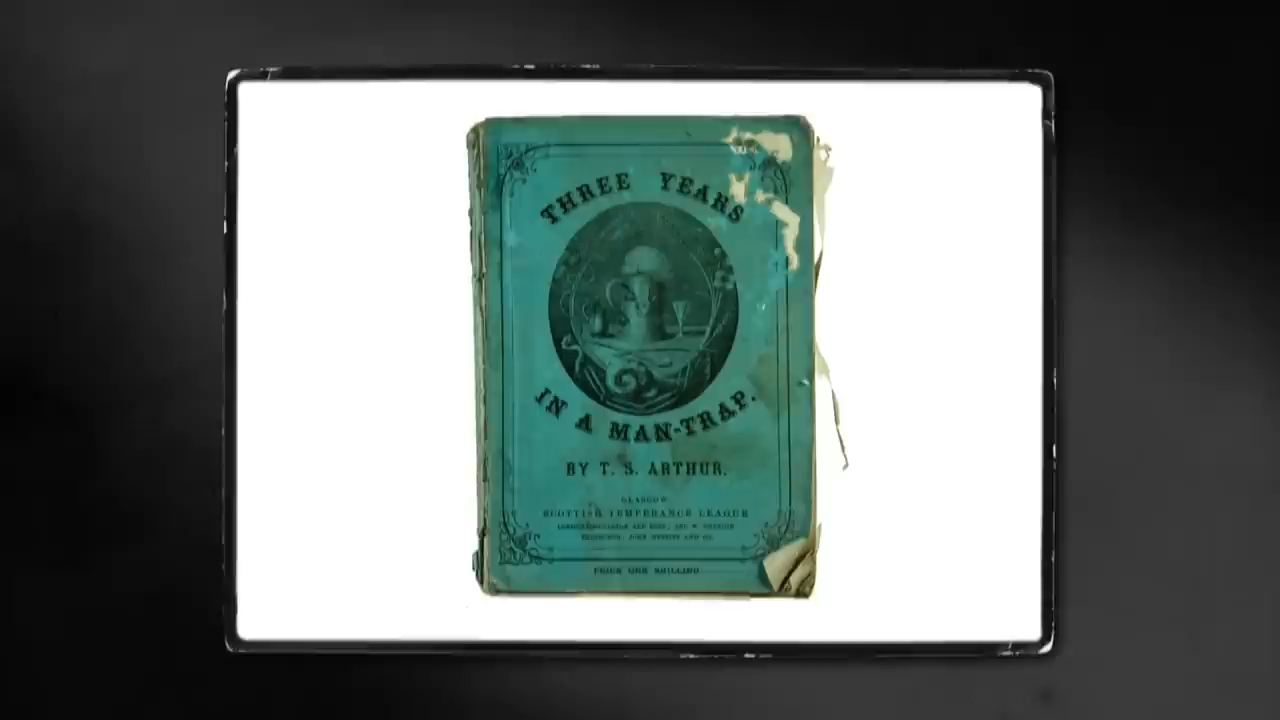 THREE YEARS
IN A MAN-TRAP.
BY T. S. ARTHUR.
GLASGOW
SCOTTISH TEMPERANCE LEAGUE
PRICE ONE SHILLING